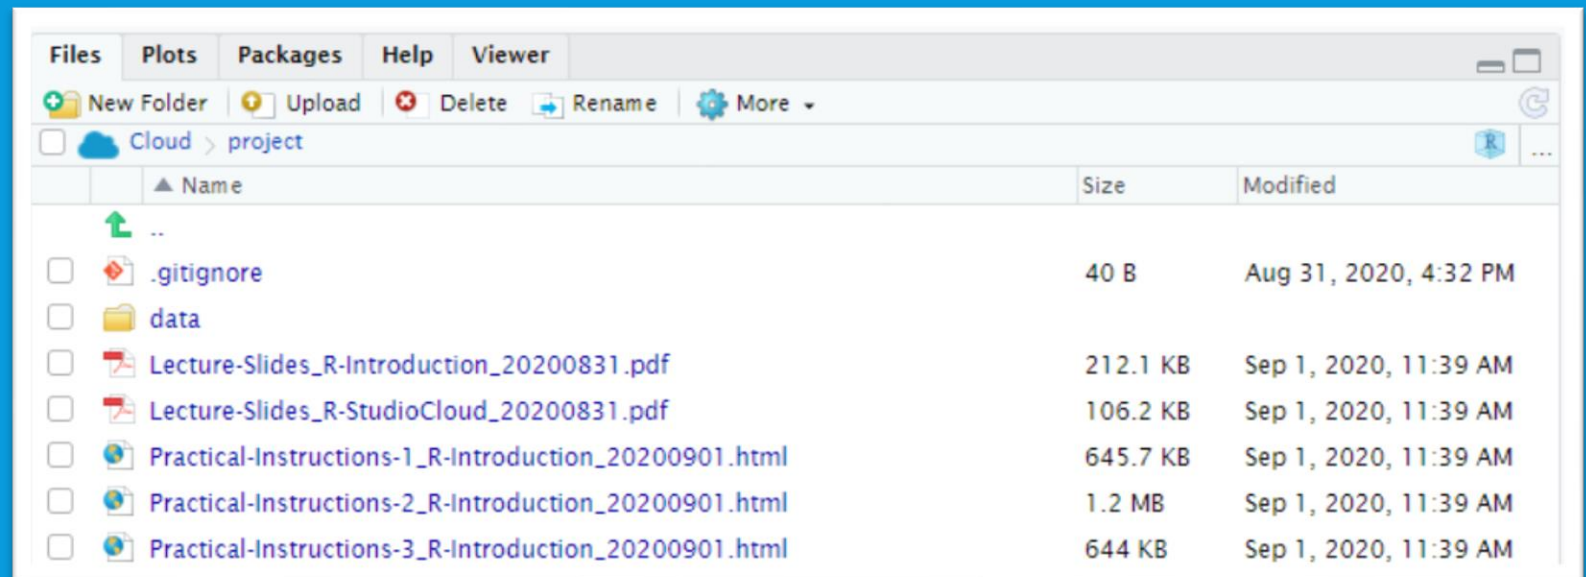 Files Plots Packages Help Viewer
New Folder Upload Delete Rename More
Cloud > project R ...
Name Size Modified
..
.gitignore 40 B Aug 31, 2020, 4:32 PM
data
Lecture-Slides_R-Introduction_20200831.pdf 212.1 KB Sep 1, 2020, 11:39 AM
Lecture-Slides_R-StudioCloud_20200831.pdf 106.2 KB Sep 1, 2020, 11:39 AM
Practical-Instructions-1_R-Introduction_20200901.html 645.7 KB Sep 1, 2020, 11:39 AM
Practical-Instructions-2_R-Introduction_20200901.html 1.2 MB Sep 1, 2020, 11:39 AM
Practical-Instructions-3_R-Introduction_20200901.html 644 KB Sep 1, 2020, 11:39 AM